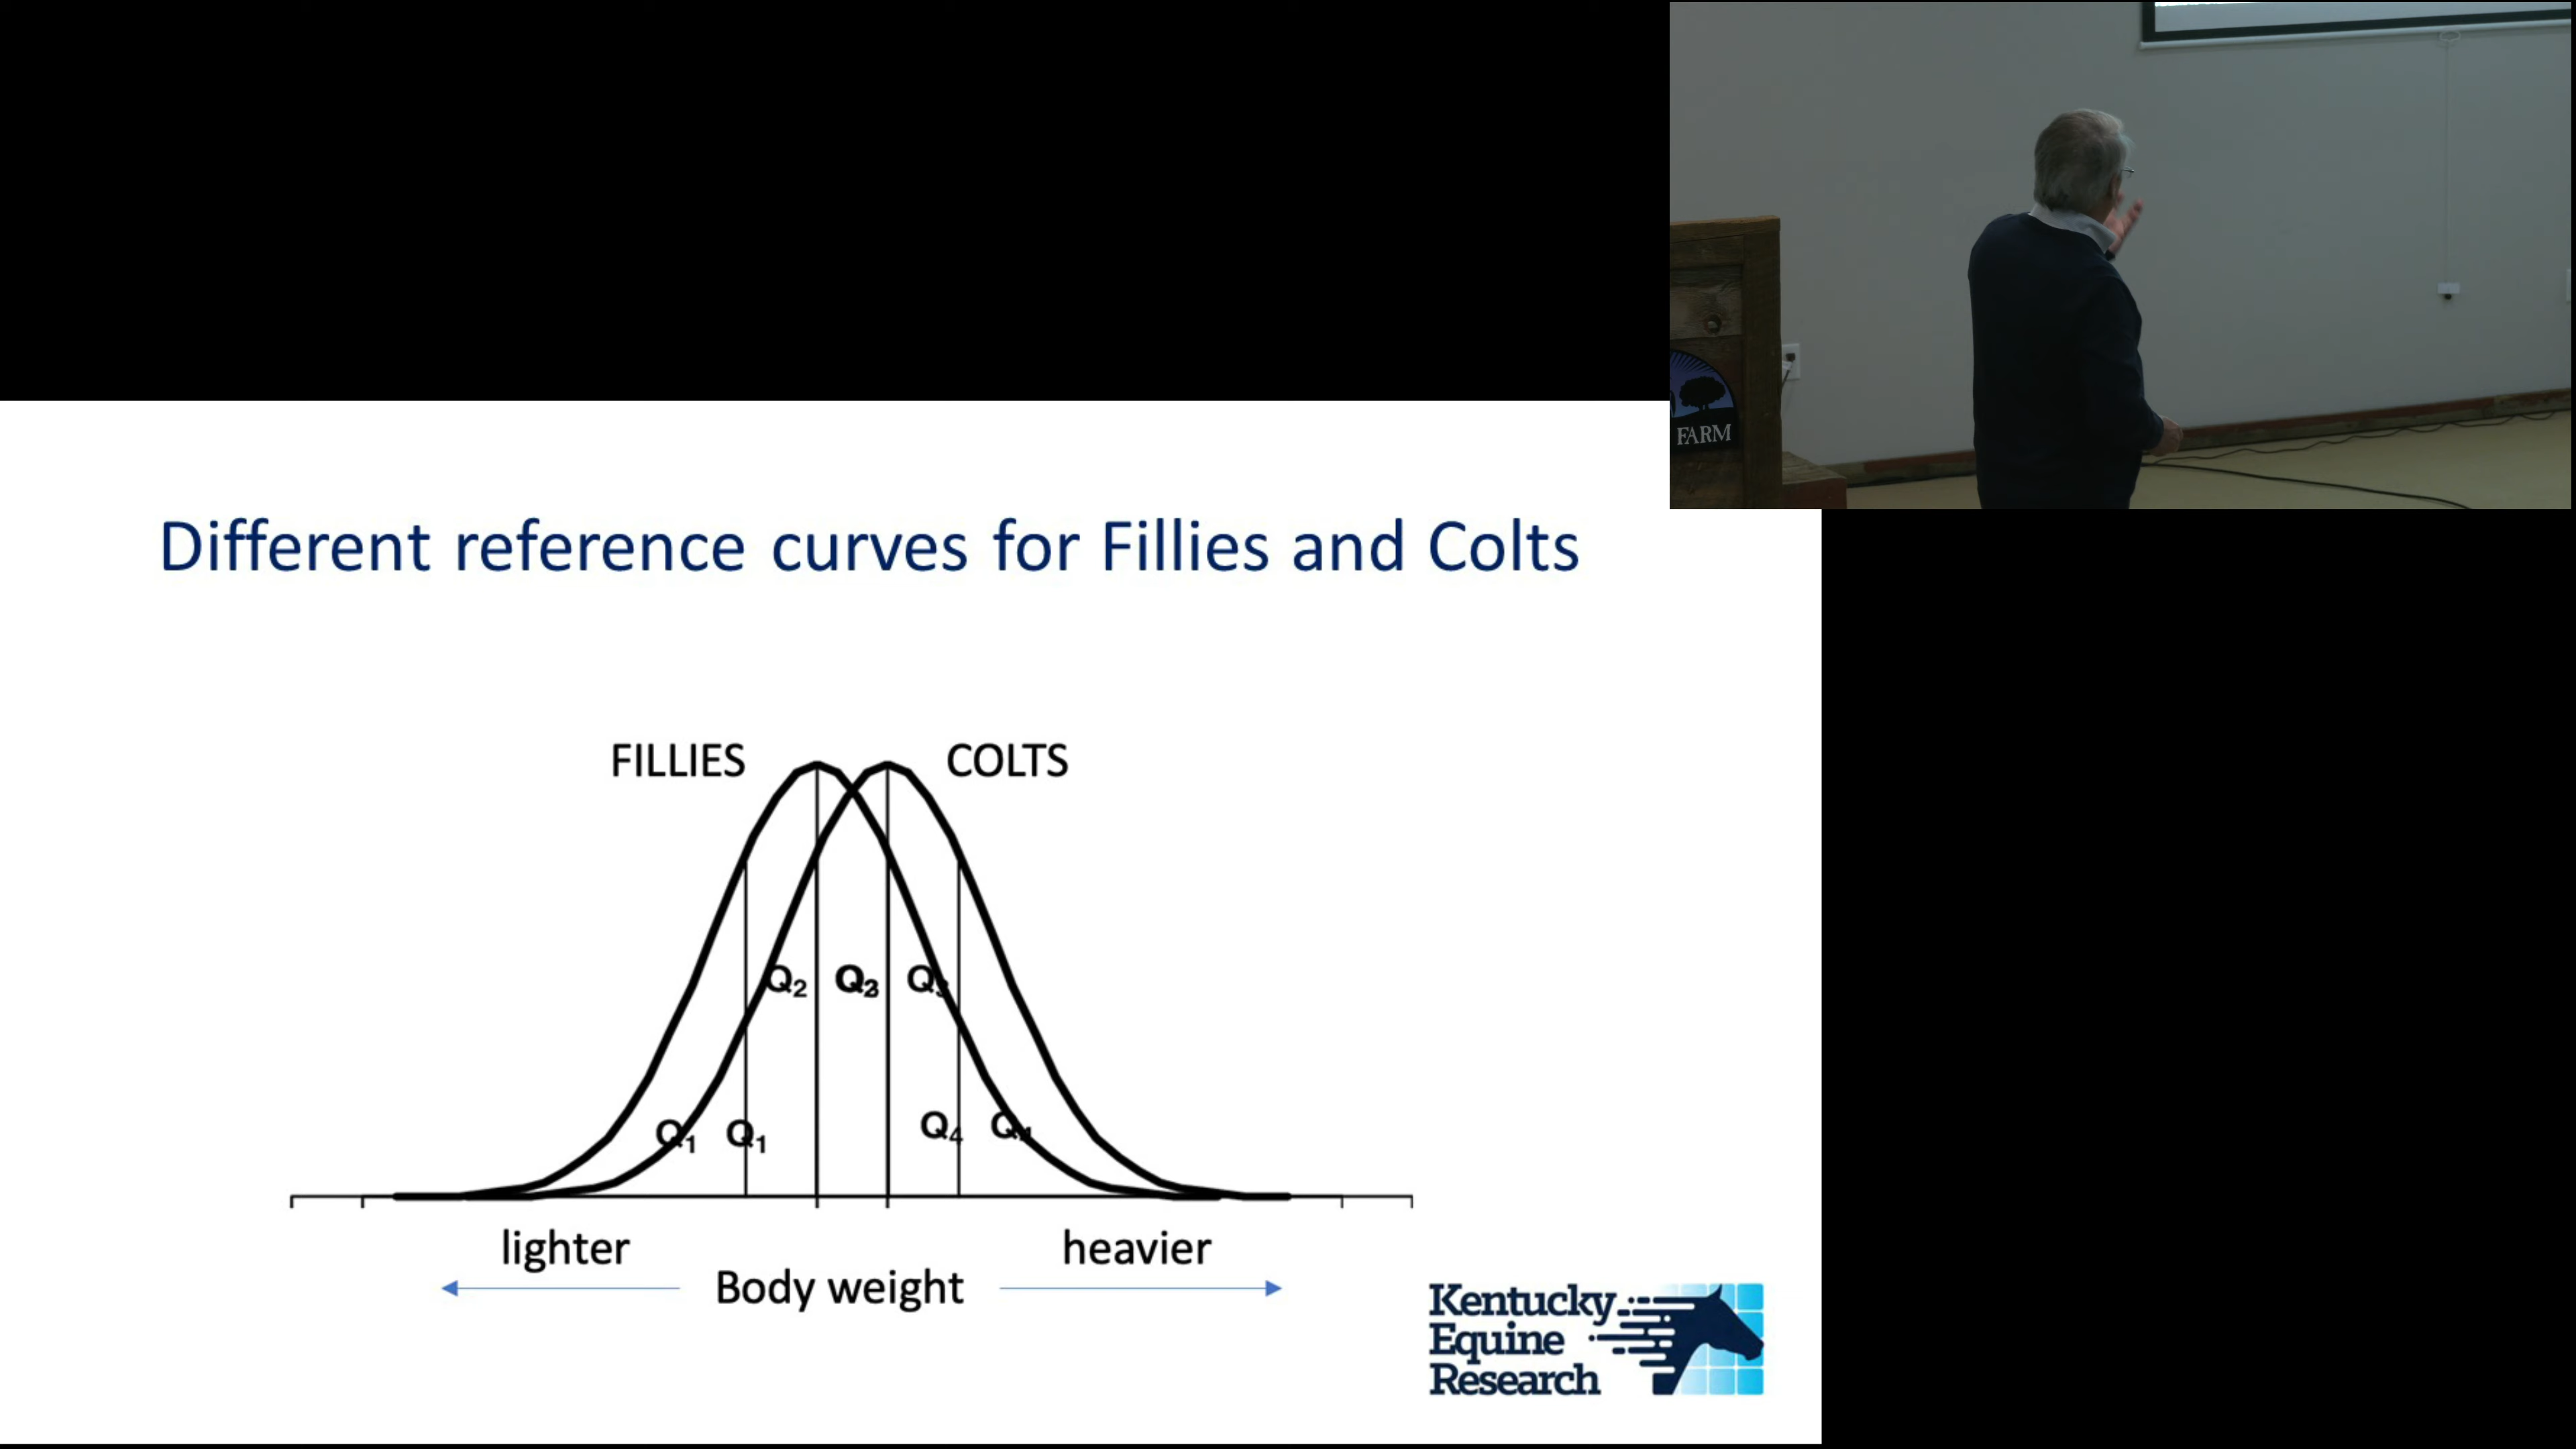 FARM
Different reference curves for Fillies and Colts
FILLIES
COLTS
Q2
Q3
Q1
Q1
Q4
lighter
heavier
Body weight
Kentucky
Equine
Research